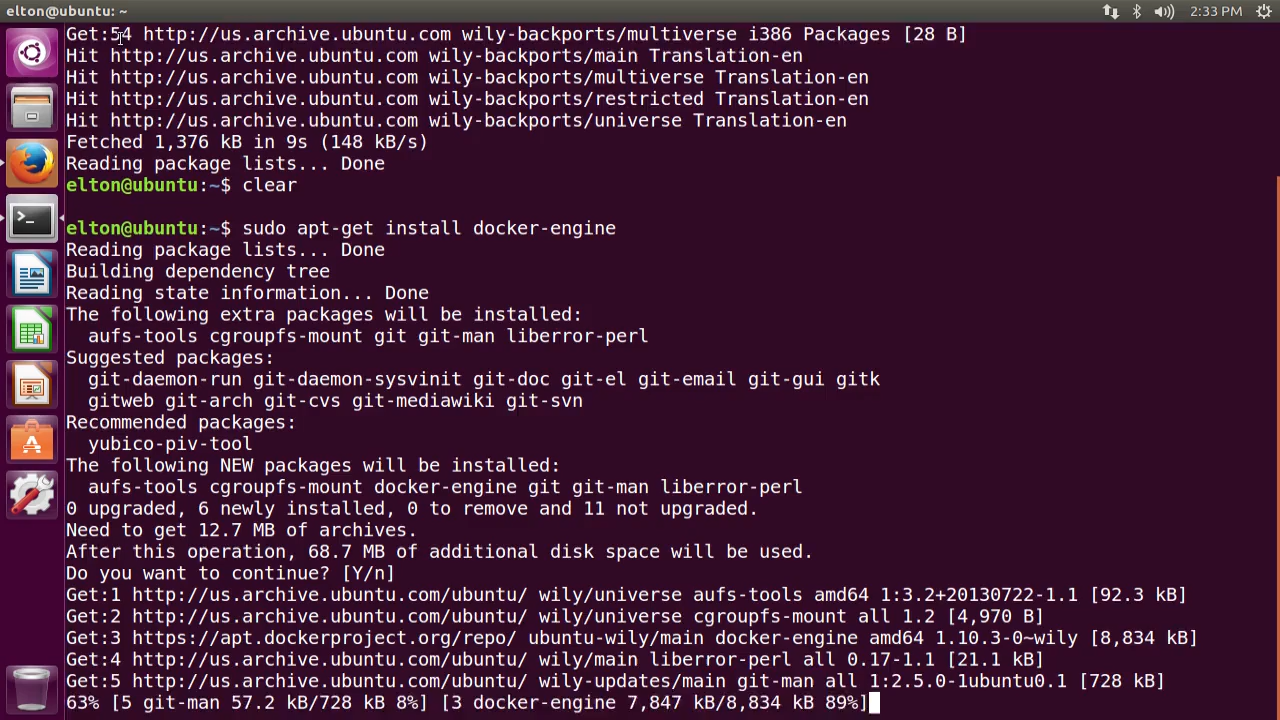 elton@ubuntu: ~
2:33 PM
Get:54 http://us.archive.ubuntu.com wily-backports/multiverse i386 Packages [28 B]
Hit http://us.archive.ubuntu.com wily-backports/main Translation-en
Hit http://us.archive.ubuntu.com wily-backports/multiverse Translation-en
Hit http://us.archive.ubuntu.com wily-backports/restricted Translation-en
Hit http://us.archive.ubuntu.com wily-backports/universe Translation-en
Fetched 1,376 kB in 9s (148 kB/s)
Reading package lists... Done
elton@ubuntu:~$ clear
elton@ubuntu:~$ sudo apt-get install docker-engine
Reading package lists... Done
Building dependency tree
Reading state information... Done
The following extra packages will be installed:
aufs-tools cgroupfs-mount git git-man liberror-perl
Suggested packages:
git-daemon-run git-daemon-sysvinit git-doc git-el git-email git-gui gitk
gitweb git-arch git-cvs git-mediawiki git-svn
Recommended packages:
yubico-piv-tool
The following NEW packages will be installed:
aufs-tools cgroupfs-mount docker-engine git git-man liberror-perl
0 upgraded, 6 newly installed, 0 to remove and 11 not upgraded.
Need to get 12.7 MB of archives.
After this operation, 68.7 MB of additional disk space will be used.
Do you want to continue? [Y/n]
Get:1 http://us.archive.ubuntu.com/ubuntu/ wily/universe aufs-tools amd64 1:3.2+20130722-1.1 [92.3 kB]
Get:2 http://us.archive.ubuntu.com/ubuntu/ wily/universe cgroupfs-mount all 1.2 [4,970 B]
Get:3 https://apt.dockerproject.org/repo/ ubuntu-wily/main docker-engine amd64 1.10.3-0~wily [8,834 kB]
Get:4 http://us.archive.ubuntu.com/ubuntu/ wily/main liberror-perl all 0.17-1.1 [21.1 kB]
Get:5 http://us.archive.ubuntu.com/ubuntu/ wily-updates/main git-man all 1:2.5.0-1ubuntu0.1 [728 kB]
63% [5 git-man 57.2 kB/728 kB 8%] [3 docker-engine 7,847 kB/8,834 kB 89%]